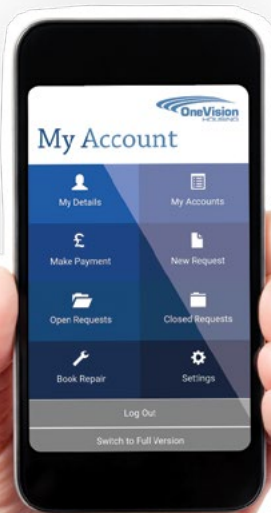 OneVision
HOUSING
My Account
My Details
My Accounts
£
Make Payment
New Request
Open Requests
Closed Requests
Book Repair
Settings
Log Out
Switch to Full Version